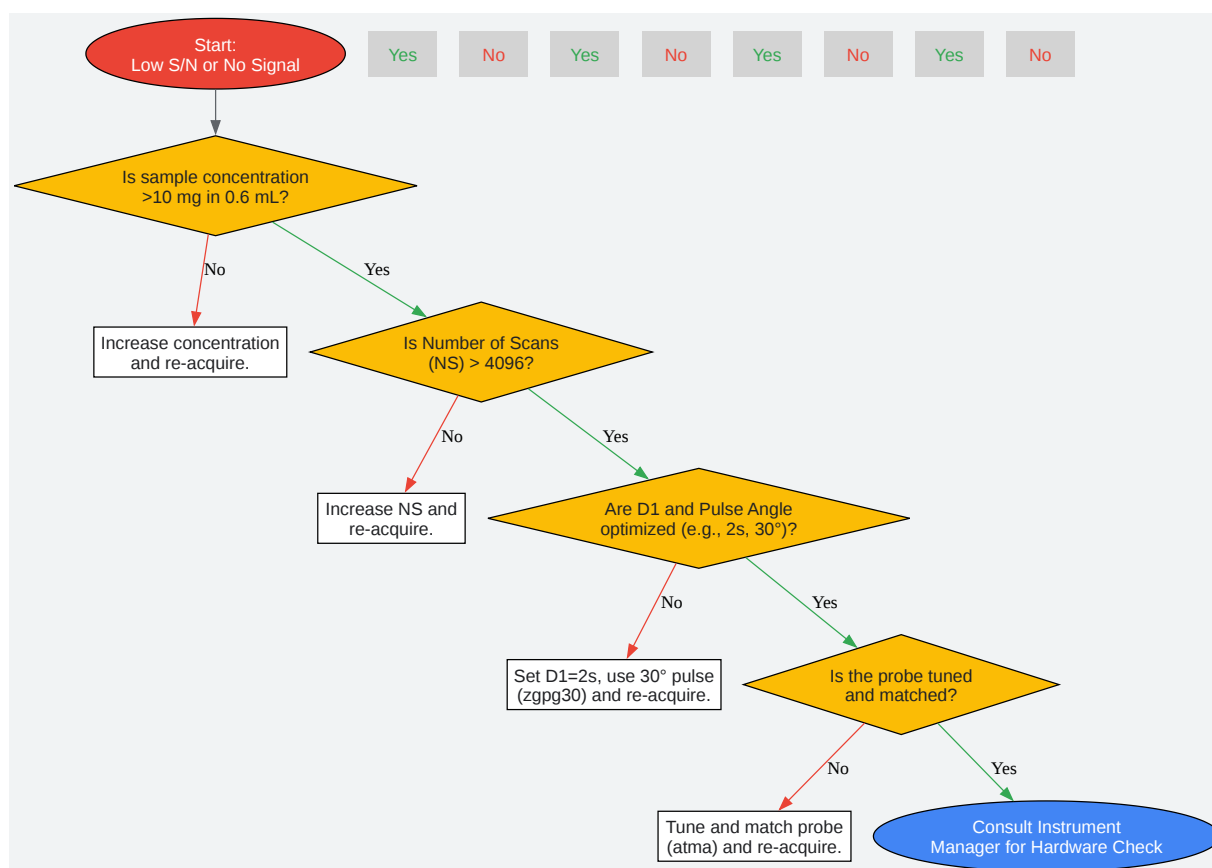 Start:
Low S/N or No Signal
Yes
No
Yes
No
Yes
No
Yes
No
Is sample concentration
>10 mg in 0.6 mL?
No
Yes
Increase concentration
and re-acquire.
Is Number of Scans
(NS) > 4096?
No
Yes
Increase NS and
re-acquire.
Are D1 and Pulse Angle
optimized (e.g., 2s, 30°)?
No
Yes
Set D1=2s, use 30° pulse
(zgpg30) and re-acquire.
Is the probe tuned
and matched?
No
Yes
Tune and match probe
(atma) and re-acquire.
Consult Instrument
Manager for Hardware Check